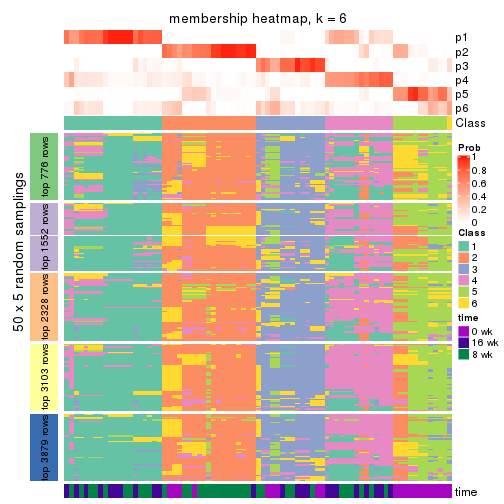 membership heatmap, k = 6
p1
p2
p3
p4
p5
p6
Class
50 x 5 random samplings
top 776 rows
top 1552 rows
top 2328 rows
top 3103 rows
top 3879 rows
time
Prob
1
0.8
0.6
0.4
0.2
0
Class
1
2
3
4
5
6
time
0 wk
16 wk
8 wk